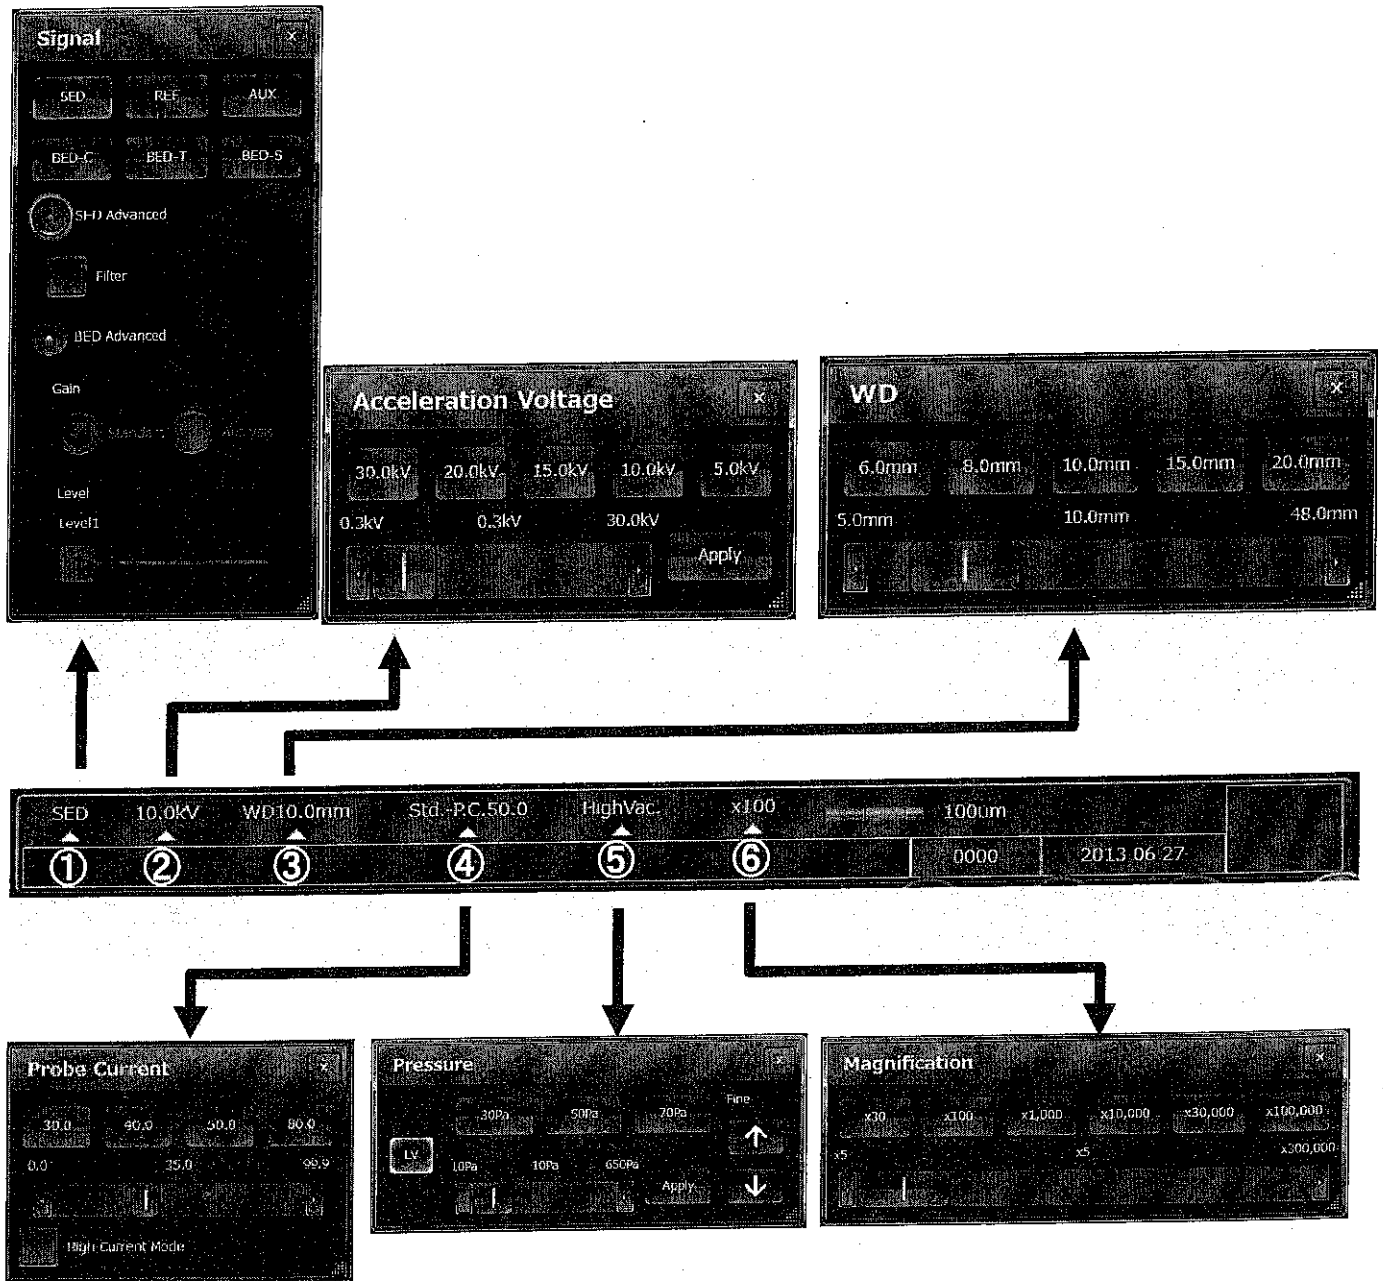 Signal
×
SED REF AUX
BED-C BED-T BED-S
SED Advanced
Filter
BED Advanced
Gain
Standard
Level
Level1
Acceleration Voltage ×
30.0kV 20.0kV 15.0kV 10.0kV 5.0kV
0.3kV 0.3kV 30.0kV
Apply
WD ×
6.0mm 8.0mm 10.0mm 15.0mm 20.0mm
5.0mm 10.0mm 48.0mm
SED 10.0kV WD10.0mm Std.-P.C.50.0 HighVac. x100 100um
① ② ③ ④ ⑤ ⑥ 0000 2013 06 27
Probe Current ×
30.0 40.0 50.0 80.0
0.0 35.0 99.9
High Current Mode
Pressure ×
30Pa 50Pa 70Pa Fine
LV
10Pa 10Pa 650Pa
Apply
Magnification ×
x30 x100 x1,000 x10,000 x30,000 x100,000
x5 x5 x300,000